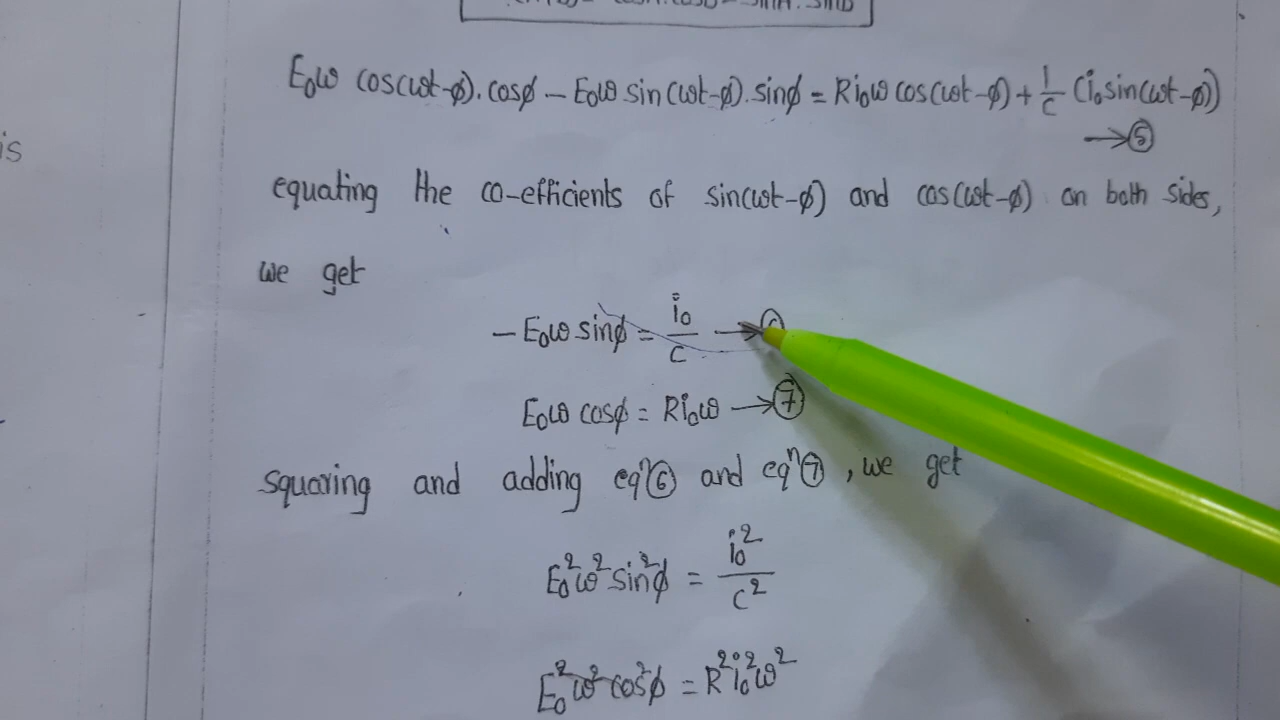 E₀ω cos(ωt-φ).cosφ - E₀ω sin(ωt-φ).sinφ = Ri₀ω cos(ωt-φ) + 1/c (i₀sin(ωt-φ))
→⑤
is
equating the co-efficients of sin(ωt-φ) and cos(ωt-φ) on both sides,
we get
- E₀ω sinφ = i₀/c →
E₀ω cosφ = Ri₀ω →⑦
squaring and adding eqⁿ⑥ and eqⁿ⑦, we get
E₀²ω²sin²φ = i₀²/c²
E₀²ω²cos²φ = R²i₀²ω²